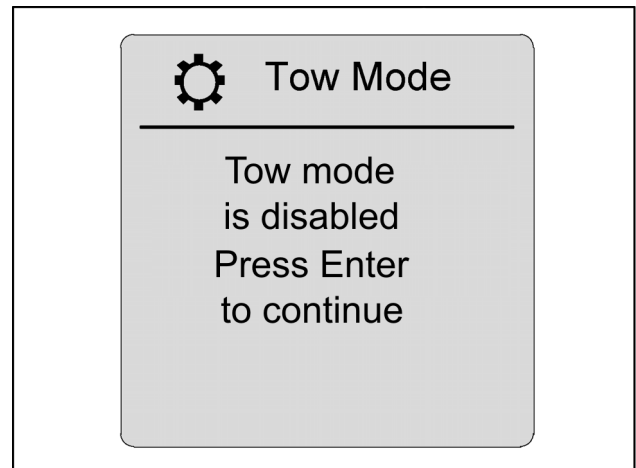 Tow Mode
Tow mode
is disabled
Press Enter
to continue